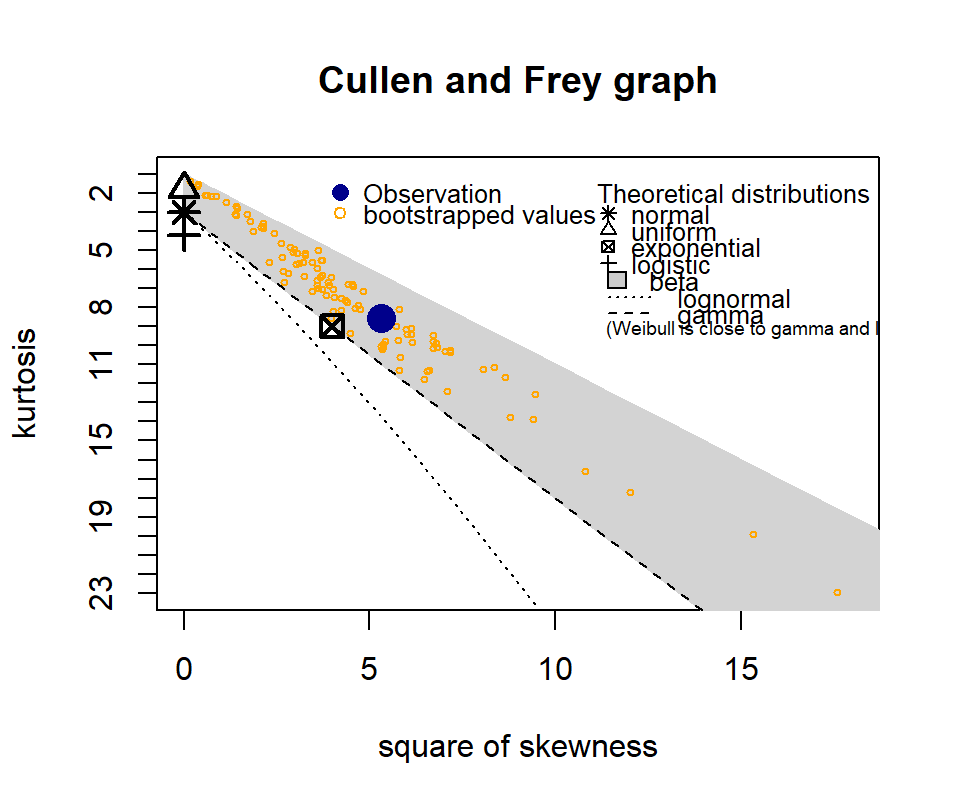 Cullen and Frey graph
Observation
bootstrapped values
Theoretical distributions
normal
uniform
exponential
logistic
beta
lognormal
gamma
(Weibull is close to gamma and l
kurtosis
2
5
8
11
15
19
23
0 5 10 15
square of skewness